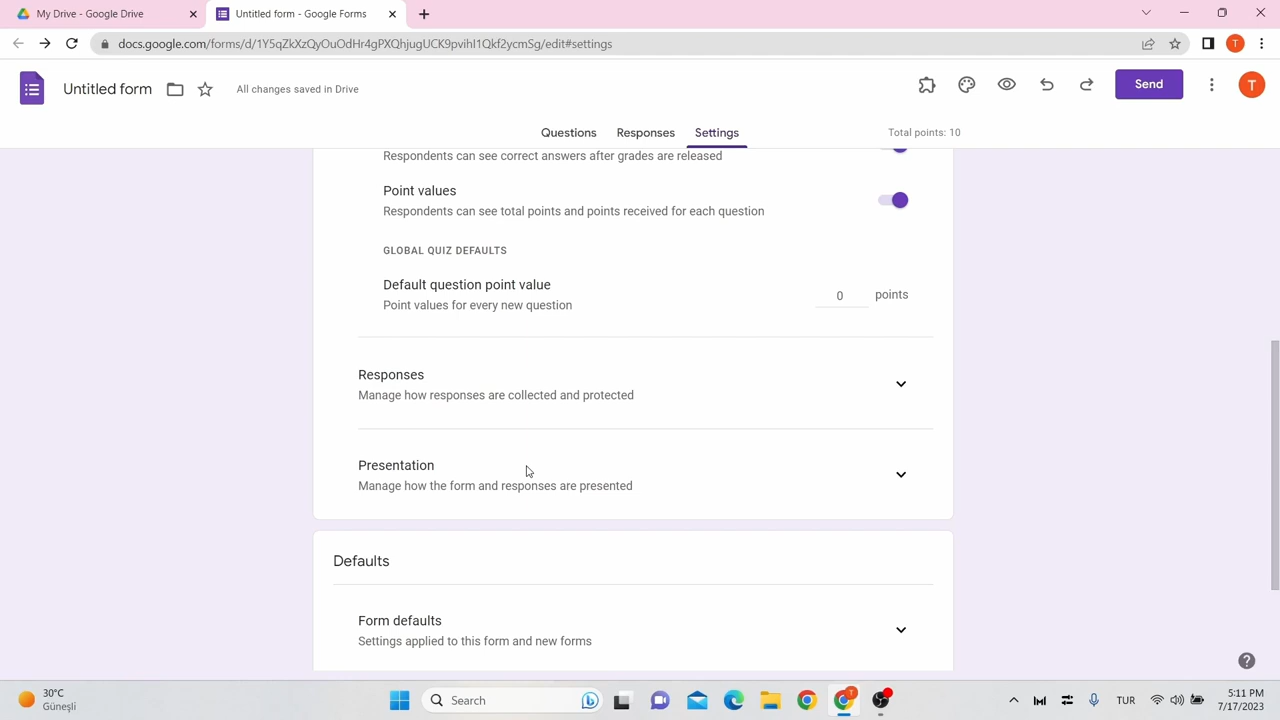 My Drive - Google Drive
Untitled form - Google Forms
docs.google.com/forms/d/1Y5qZkXzQyOuOdHr4gPXQhjugUCK9pvihI1Qkf2ycmSg/edit#settings
T
Untitled form
All changes saved in Drive
Send
T
Questions
Responses
Settings
Total points: 10
Respondents can see correct answers after grades are released
Point values
Respondents can see total points and points received for each question
GLOBAL QUIZ DEFAULTS
Default question point value
Point values for every new question
0 points
Responses
Manage how responses are collected and protected
Presentation
Manage how the form and responses are presented
Defaults
Form defaults
Settings applied to this form and new forms
30°C
Güneşli
Search
T
TUR
5:11 PM
7/17/2023